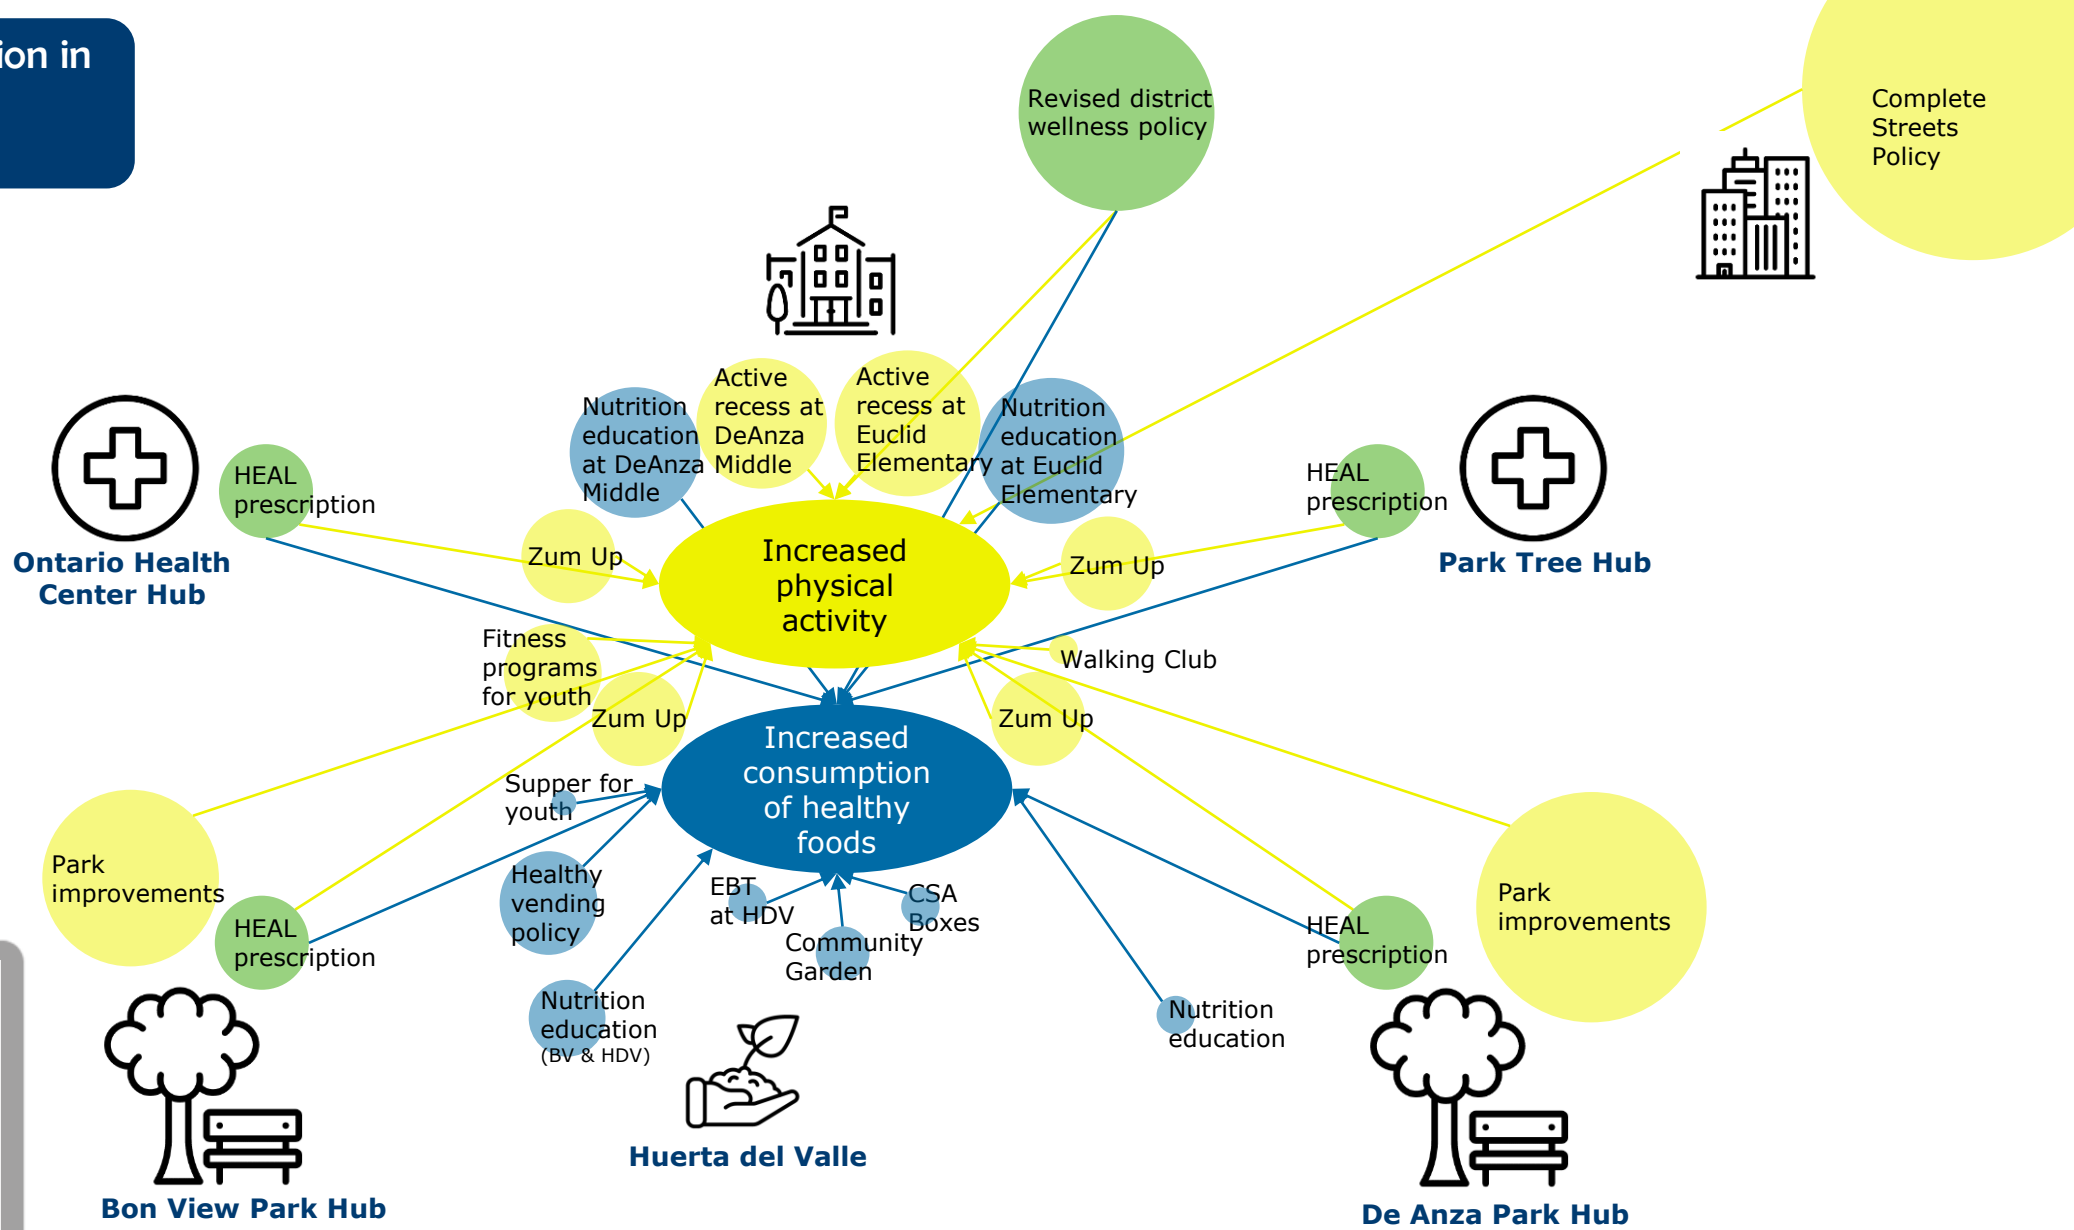 ion in
Revised district
wellness policy
Complete
Streets
Policy
Nutrition
education
at DeAnza
Middle
Active
recess at
DeAnza
Middle
Active
recess at
Euclid
Elementary
Nutrition
education
at Euclid
Elementary
HEAL
prescription
Ontario Health
Center Hub
Zum Up
Increased
physical
activity
Zum Up
HEAL
prescription
Park Tree Hub
Fitness
programs
for youth
Zum Up
Walking Club
Zum Up
Increased
consumption
of healthy
foods
Supper for
youth
Park
improvements
HEAL
prescription
Healthy
vending
policy
EBT
at HDV
Community
Garden
CSA
Boxes
Nutrition
education
(BV & HDV)
Nutrition
education
HEAL
prescription
Park
improvements
Huerta del Valle
Bon View Park Hub
De Anza Park Hub